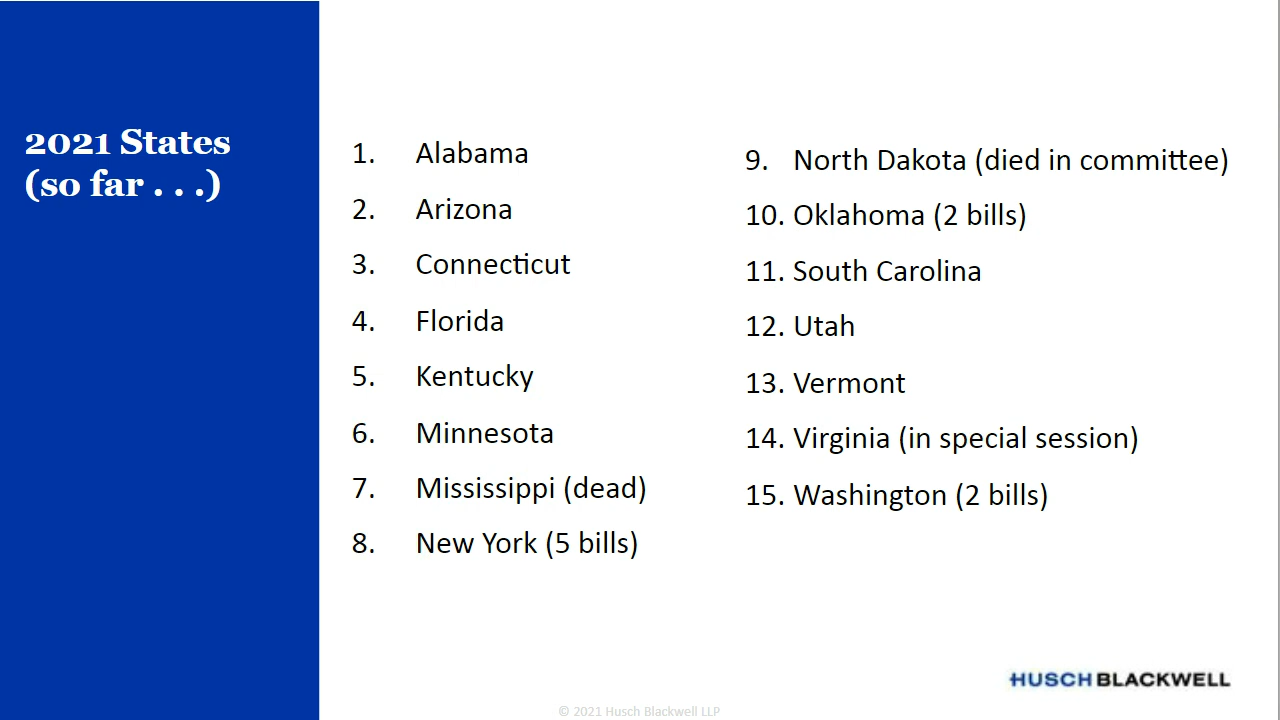 2021 States
(so far . . .)
1. Alabama
2. Arizona
3. Connecticut
4. Florida
5. Kentucky
6. Minnesota
7. Mississippi (dead)
8. New York (5 bills)
9. North Dakota (died in committee)
10. Oklahoma (2 bills)
11. South Carolina
12. Utah
13. Vermont
14. Virginia (in special session)
15. Washington (2 bills)
HUSCH BLACKWELL
© 2021 Husch Blackwell LLP